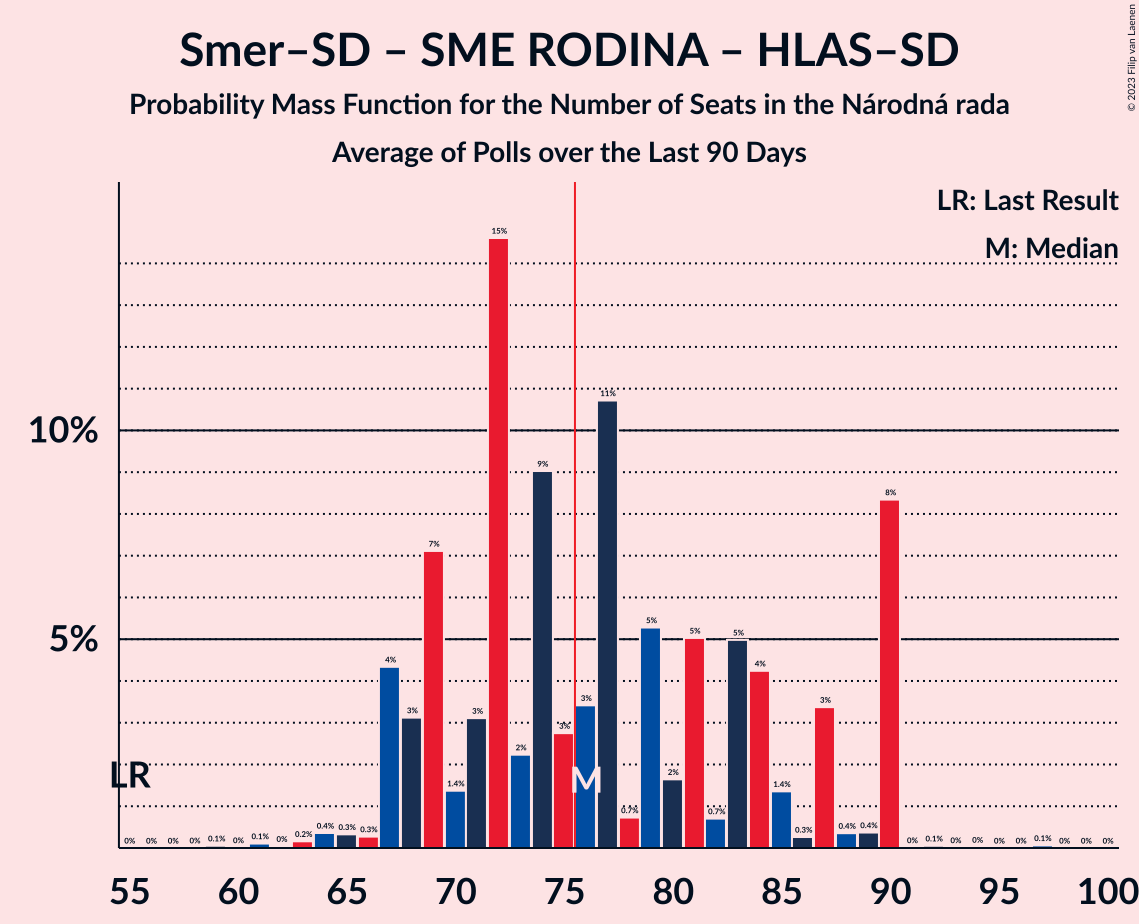 Smer–SD – SME RODINA – HLAS–SD
Probability Mass Function for the Number of Seats in the Národná rada
Average of Polls over the Last 90 Days
© 2023 Filip van Laenen
LR: Last Result
M: Median
15%
11%
10%
9%
8%
7%
5%
5% 5% 5%
4% 4%
3% 3% 3% 3% 3%
2% 2%
LR M
1.4% 1.4%
0.7% 0.7%
0% 0% 0% 0% 0.1% 0% 0.1% 0% 0.2% 0.4% 0.3% 0.3% 0.3% 0.4% 0.4% 0% 0.1% 0% 0% 0% 0% 0.1% 0% 0% 0%
55 60 65 70 75 80 85 90 95 100